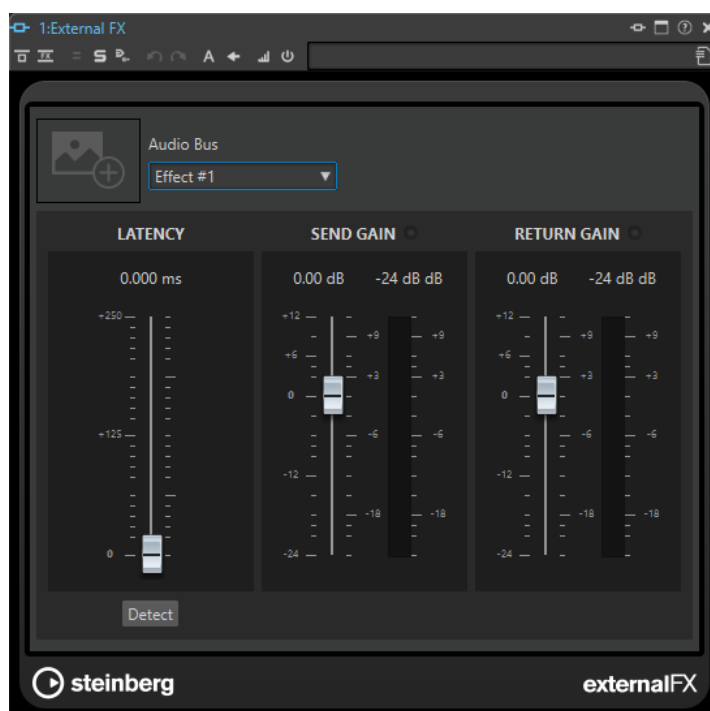 1:External FX
Audio Bus
Effect #1
LATENCY SEND GAIN RETURN GAIN
0.000 ms 0.00 dB -24 dB dB 0.00 dB -24 dB dB
+250 +12 +12
+9 +9 +9 +9
+6 +6
+3 +3 +3 +3
0 0
+125 -6 -6 -6 -6
-12 -12
-18 -18 -18 -18
0 -24 -24
Detect
steinberg externalFX